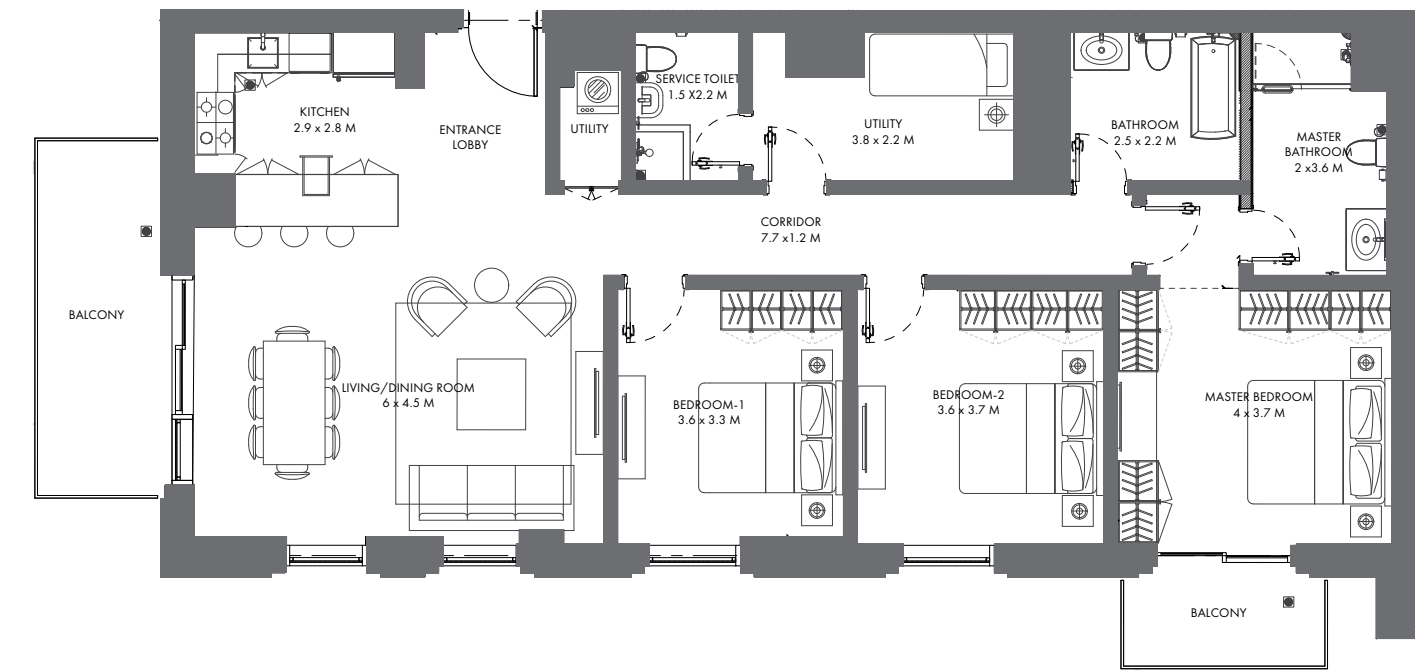 KITCHEN
2.9 x 2.8 M
ENTRANCE
LOBBY
UTILITY
SERVICE TOILET
1.5 X2.2 M
UTILITY
3.8 x 2.2 M
BATHROOM
2.5 x 2.2 M
MASTER
BATHROOM
2 x3.6 M
CORRIDOR
7.7 x1.2 M
BALCONY
LIVING/DINING ROOM
6 x 4.5 M
BEDROOM-1
3.6 x 3.3 M
BEDROOM-2
3.6 x 3.7 M
MASTER BEDROOM
4 x 3.7 M
BALCONY